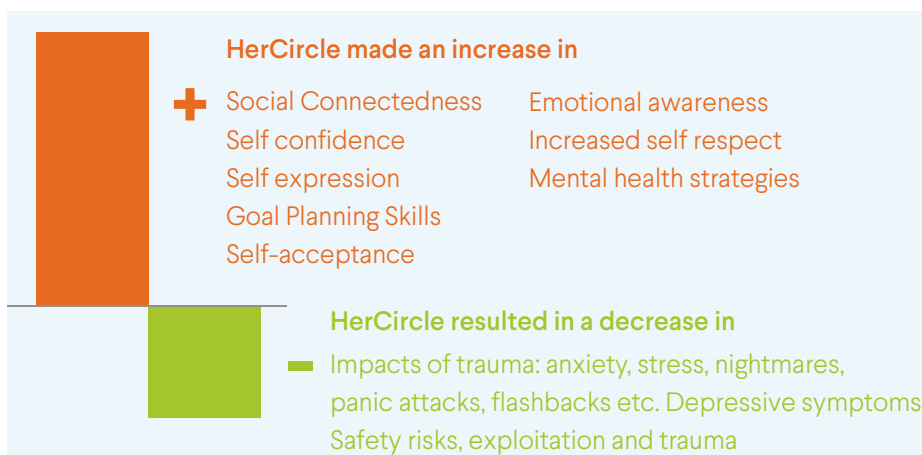 HerCircle made an increase in
Social Connectedness
Self confidence
Self expression
Goal Planning Skills
Self-acceptance
Emotional awareness
Increased self respect
Mental health strategies
HerCircle resulted in a decrease in
Impacts of trauma: anxiety, stress, nightmares,
panic attacks, flashbacks etc. Depressive symptoms
Safety risks, exploitation and trauma